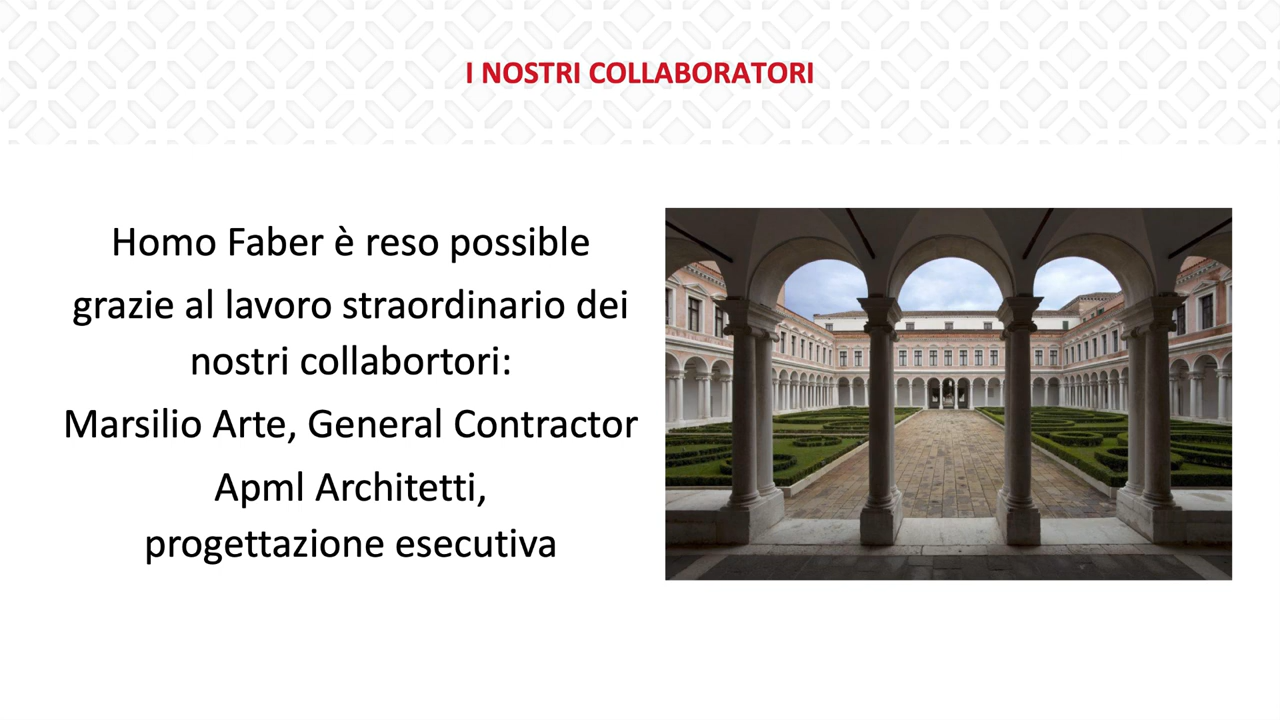 I NOSTRI COLLABORATORI
Homo Faber è reso possible
grazie al lavoro straordinario dei
nostri collabortori:
Marsilio Arte, General Contractor
Apml Architetti,
progettazione esecutiva